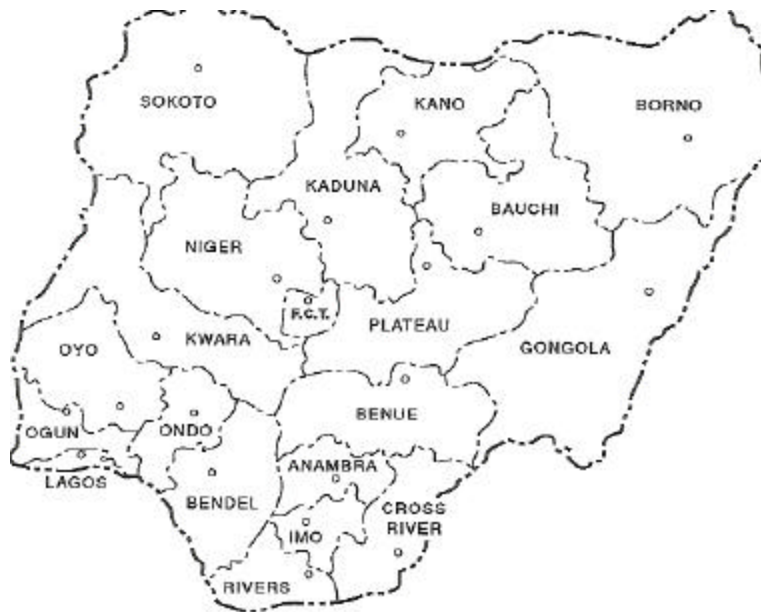 SOKOTO
KANO
BORNO
KADUNA
BAUCHI
NIGER
F.C.T.
PLATEAU
KWARA
GONGOLA
OYO
BENUE
OGUN
ONDO
ANAMBRA
LAGOS
BENDEL
CROSS
RIVER
IMO
RIVERS